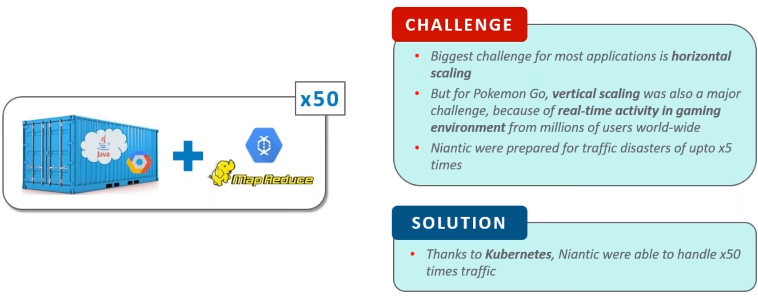 x50
Java
Map Reduce
CHALLENGE
• Biggest challenge for most applications is horizontal
scaling
• But for Pokemon Go, vertical scaling was also a major
challenge, because of real-time activity in gaming
environment from millions of users world-wide
• Niantic were prepared for traffic disasters of upto x5
times
SOLUTION
• Thanks to Kubernetes, Niantic were able to handle x50
times traffic